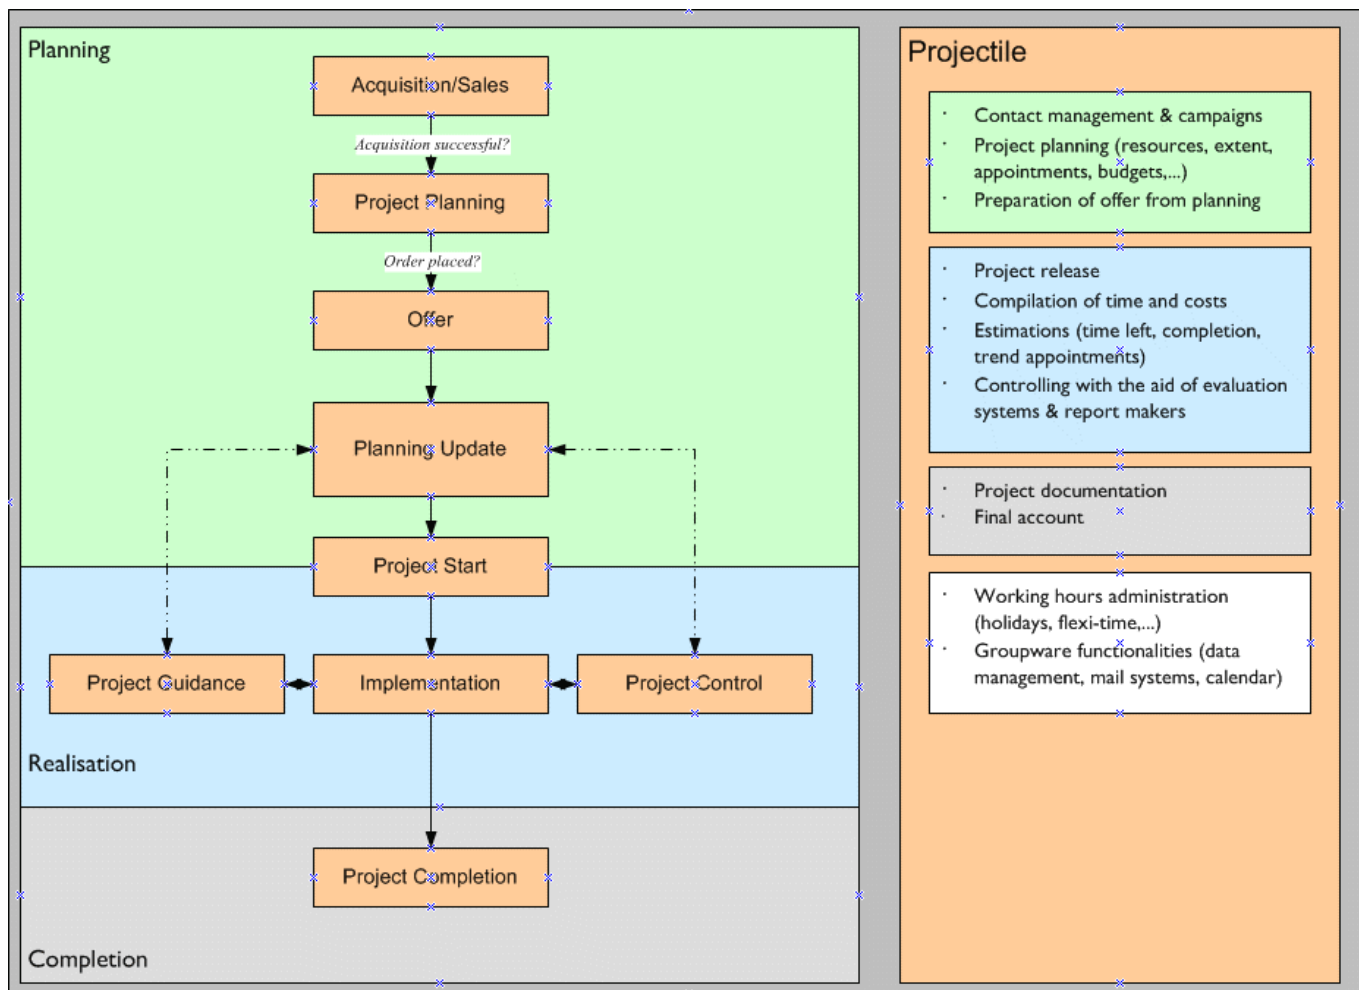 Planning
Acquisition/Sales
Acquisition successful?
Project Planning
Order placed?
Offer
Planning Update
Project Start
Project Guidance
Implementation
Project Control
Realisation
Project Completion
Completion
Projectile
· Contact management & campaigns
· Project planning (resources, extent,
appointments, budgets,...)
· Preparation of offer from planning
· Project release
· Compilation of time and costs
· Estimations (time left, completion,
trend appointments)
· Controlling with the aid of evaluation
systems & report makers
· Project documentation
· Final account
· Working hours administration
(holidays, flexi-time,...)
· Groupware functionalities (data
management, mail systems, calendar)